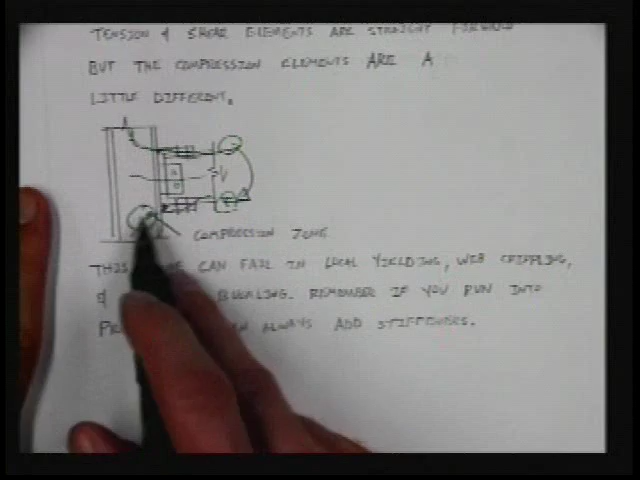 TENSION & SHEAR ELEMENTS ARE STRAIGHT FORWARD
BUT THE COMPRESSION ELEMENTS ARE A
LITTLE DIFFERENT.
V
COMPRESSION ZONE
THIS CAN FAIL IN LOCAL YIELDING, WEB CRIPPLING,
& BUCKLING. REMEMBER IF YOU RUN INTO
ALWAYS ADD STIFFENERS.